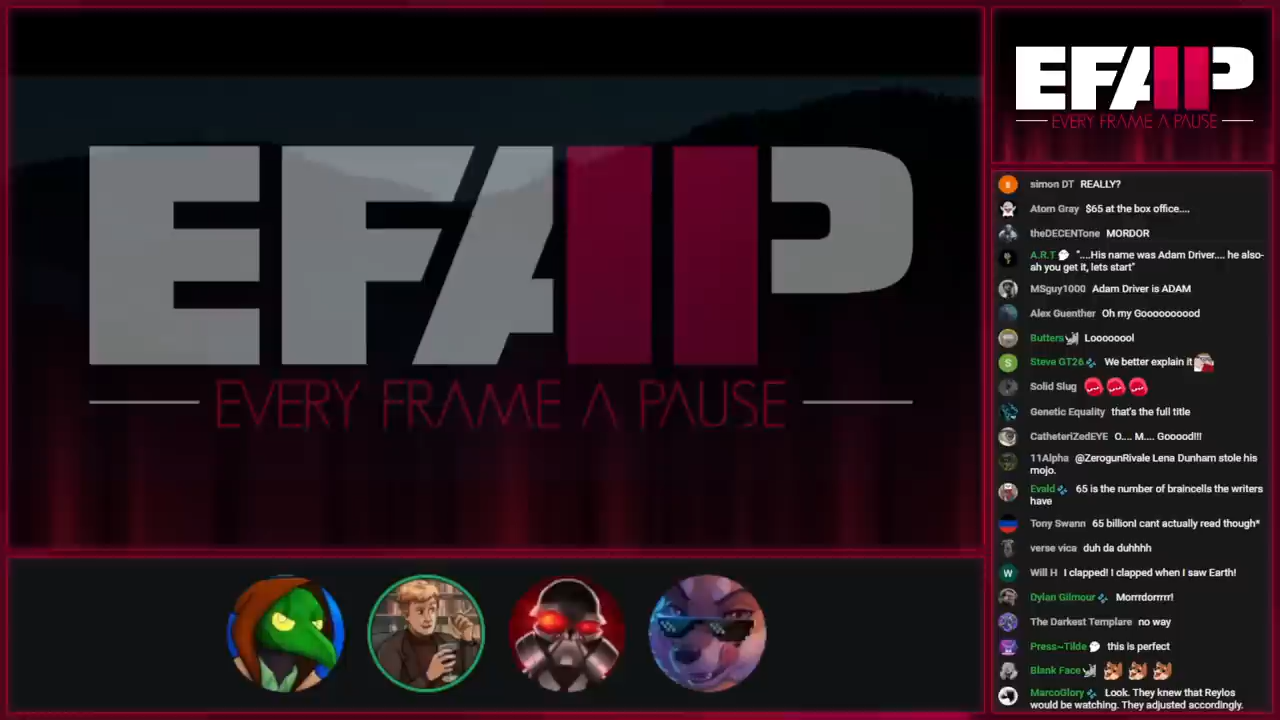 EFAP
EVERY FRAME A PAUSE
EFAP
EVERY FRAME A PAUSE
simon DT REALLY?
Atom Gray $65 at the box office....
theDECENTone MORDOR
A.R.T. "....His name was Adam Driver.... he also-
ah you get it, lets start"
MSguy1000 Adam Driver is ADAM
Alex Guenther Oh my Goooooooood
Butters Loooooool
Steve GT26 We better explain it
Solid Slug
Genetic Equality that's the full title
CatheteriZedEYE O.... M.... Gooood!!!
11Alpha @ZerogunRivale Lena Dunham stole his
mojo.
Evald 65 is the number of braincells the writers
have
Tony Swann 65 billionI cant actually read though*
verse vica duh da duhhhh
W Will H I clapped! I clapped when I saw Earth!
Dylan Gilmour Morrrdorrrrr!
The Darkest Templare no way
Press~Tilde this is perfect
Blank Face
MarcoGlory Look. They knew that Reylos
would be watching. They adjusted accordingly.